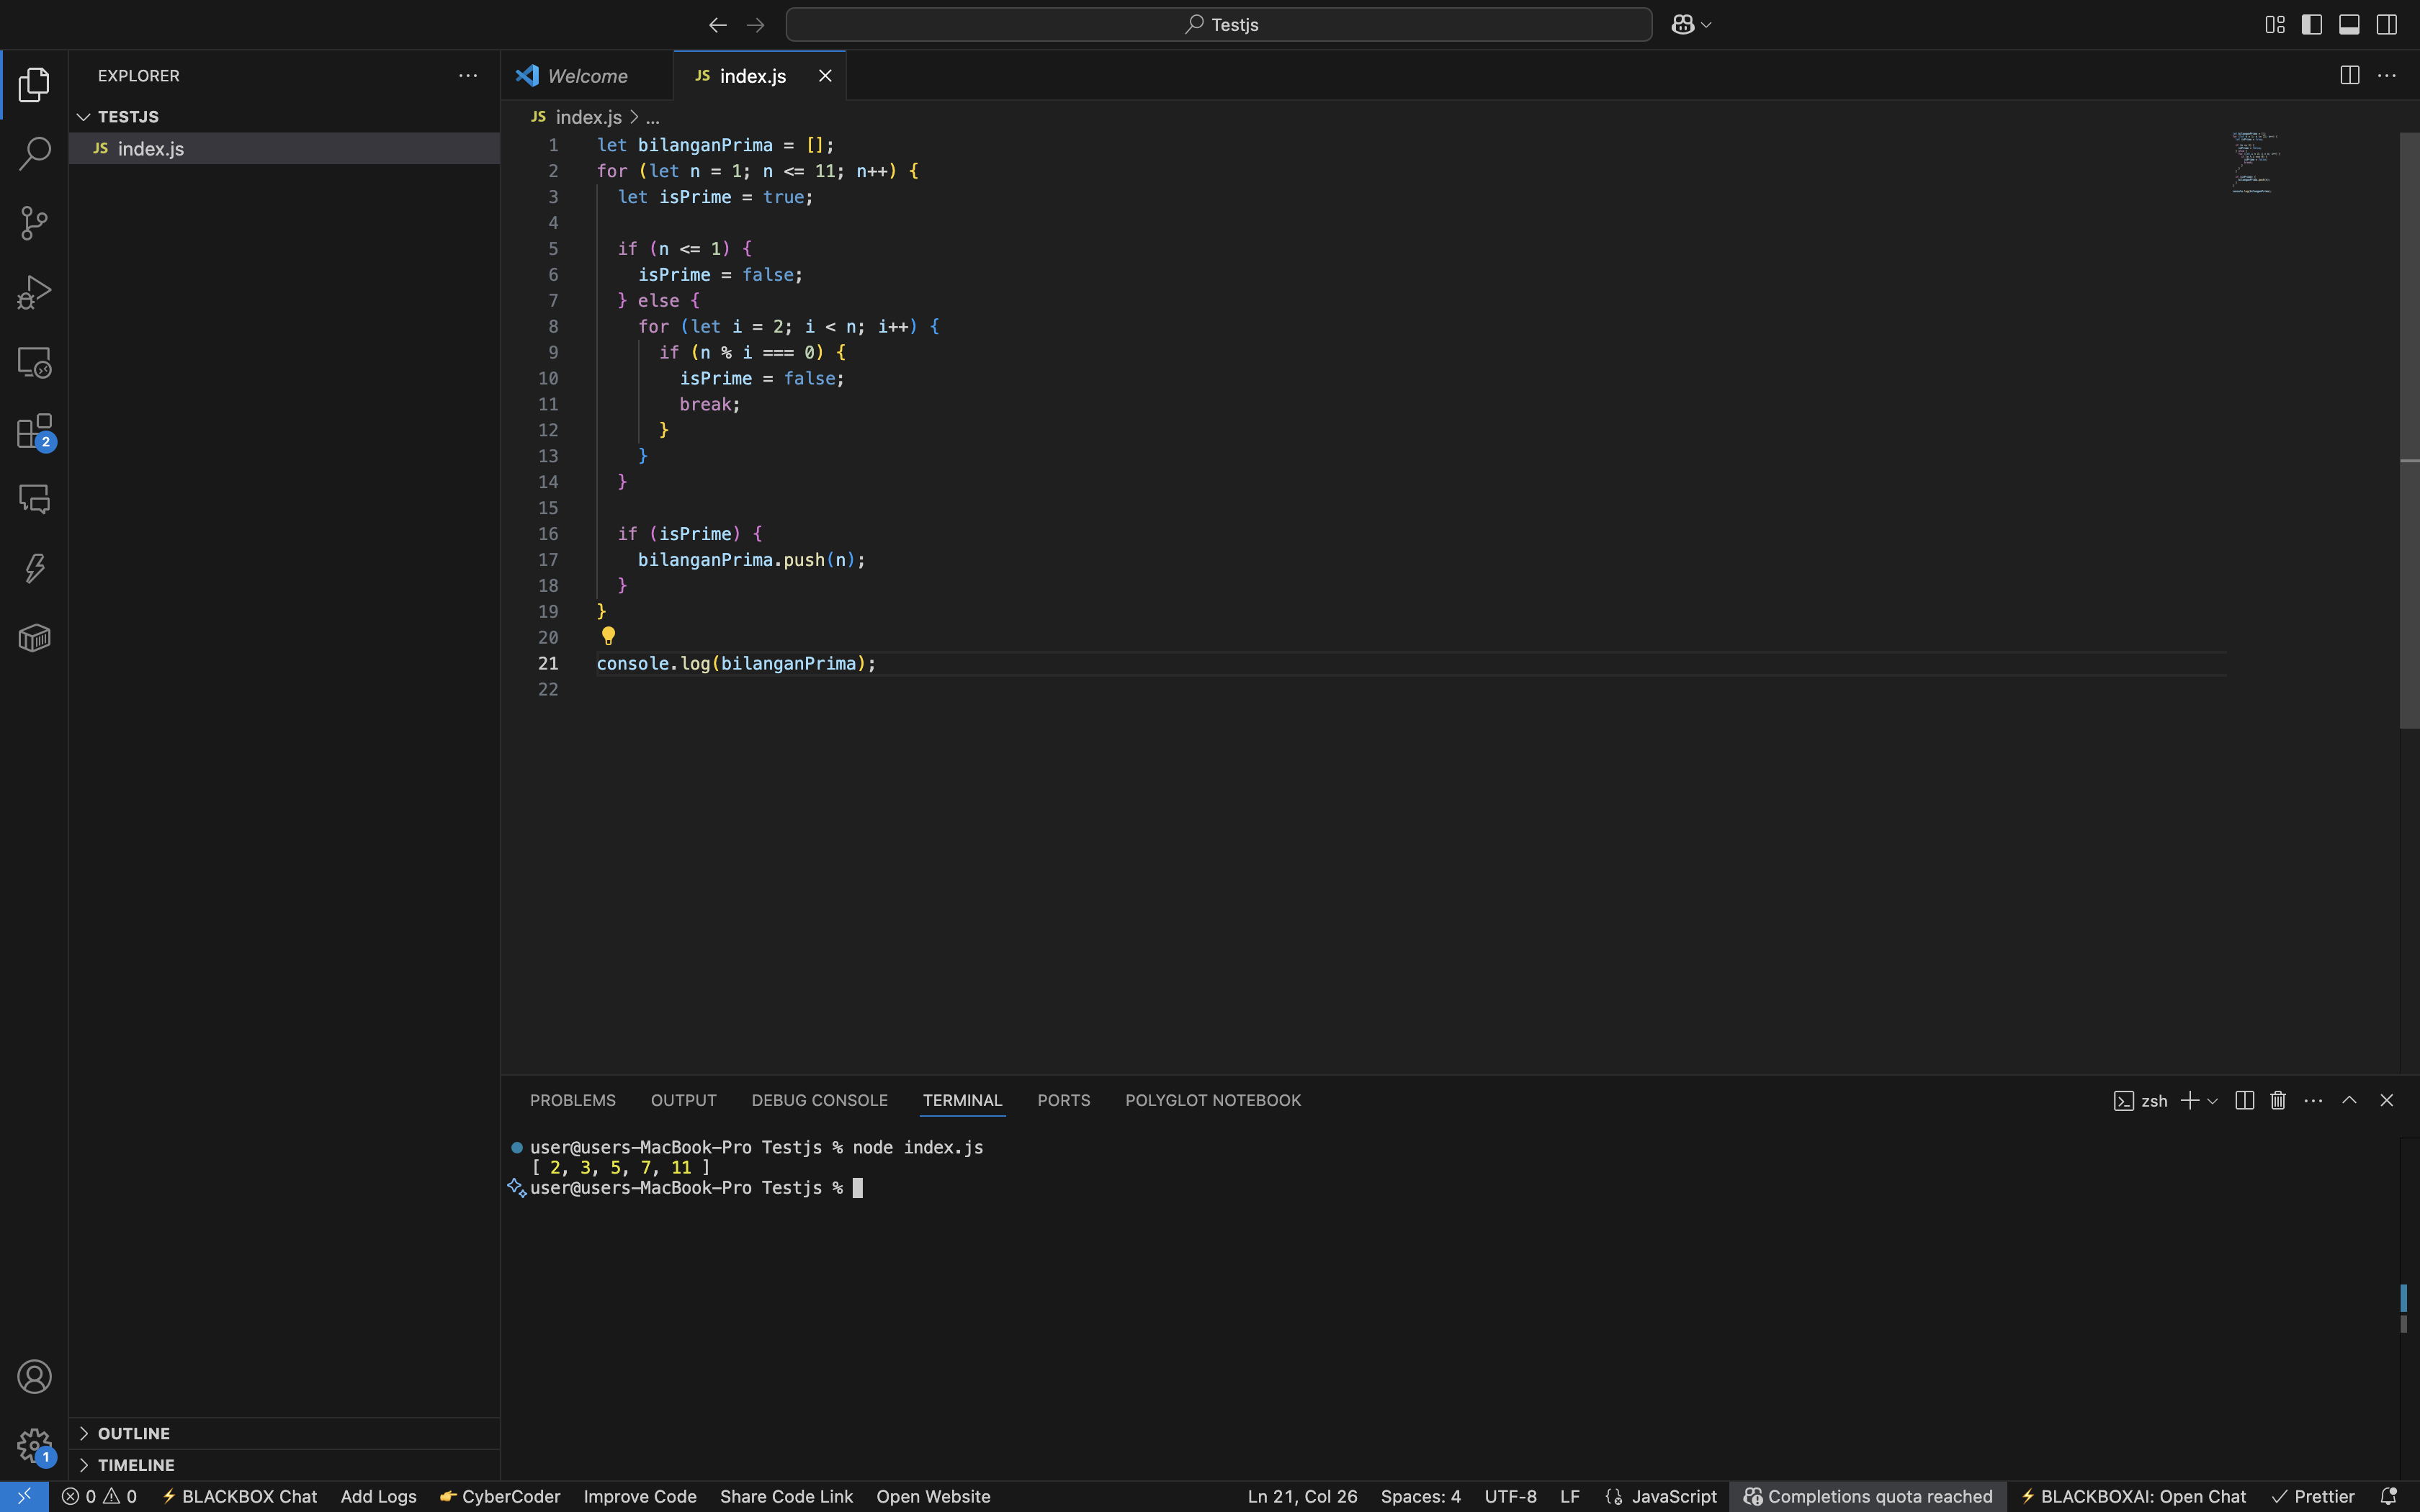 Testjs
EXPLORER
TESTJS
JS index.js
2
1
OUTLINE
TIMELINE
Welcome
JS index.js
JS index.js > ...
1 let bilanganPrima = [];
2 for (let n = 1; n <= 11; n++) {
3 let isPrime = true;
4
5 if (n <= 1) {
6 isPrime = false;
7 } else {
8 for (let i = 2; i < n; i++) {
9 if (n % i === 0) {
10 isPrime = false;
11 break;
12 }
13 }
14 }
15
16 if (isPrime) {
17 bilanganPrima.push(n);
18 }
19 }
20
21 console.log(bilanganPrima);
22
PROBLEMS OUTPUT DEBUG CONSOLE TERMINAL PORTS POLYGLOT NOTEBOOK
zsh
user@users-MacBook-Pro Testjs % node index.js
[ 2, 3, 5, 7, 11 ]
user@users-MacBook-Pro Testjs %
0 0 BLACKBOX Chat Add Logs CyberCoder Improve Code Share Code Link Open Website Ln 21, Col 26 Spaces: 4 UTF-8 LF JavaScript Completions quota reached BLACKBOXAI: Open Chat Prettier